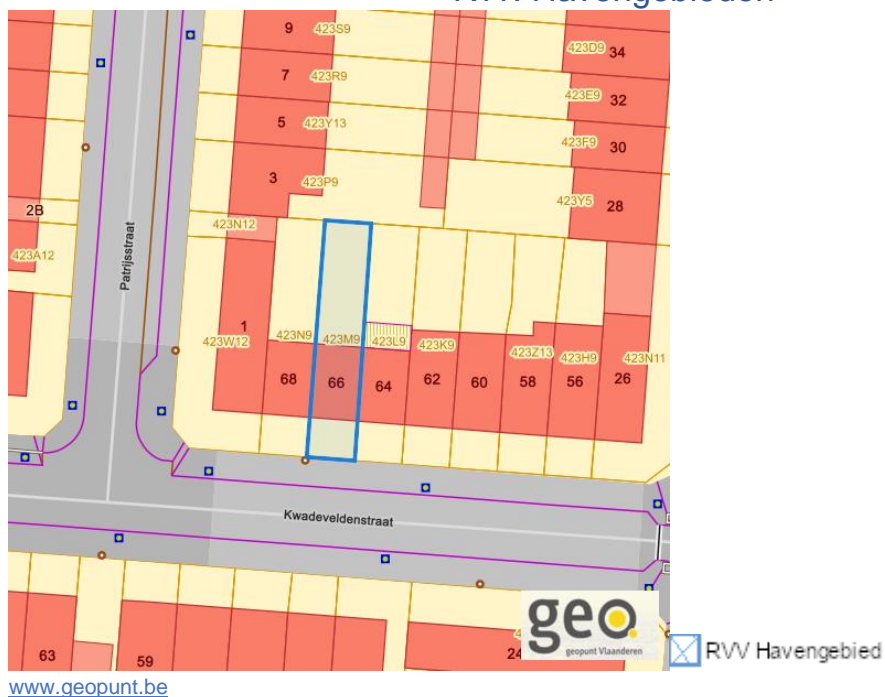 RVV Havengebieden
9 423S9
423D9 34
7 423R9
423E9 32
5 423Y13
423F9 30
3 423P9
423Y5 28
2B
423N12
423A12
Patrijsstraat
1
423W12 423N9 423M9 423L9 423K9
423Z13 423H9 423N11
68 66 64 62 60 58 56 26
Kwadeveldenstraat
63 59
24
geo
geopunt Vlaanderen
RVV Havengebied
www.geopunt.be